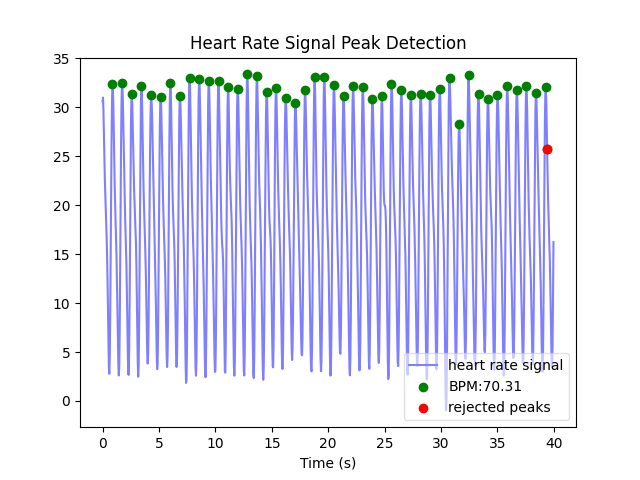 Heart Rate Signal Peak Detection
35
30
25
20
15
10
5
0
0 5 10 15 20 25 30 35 40
Time (s)
heart rate signal
BPM:70.31
rejected peaks